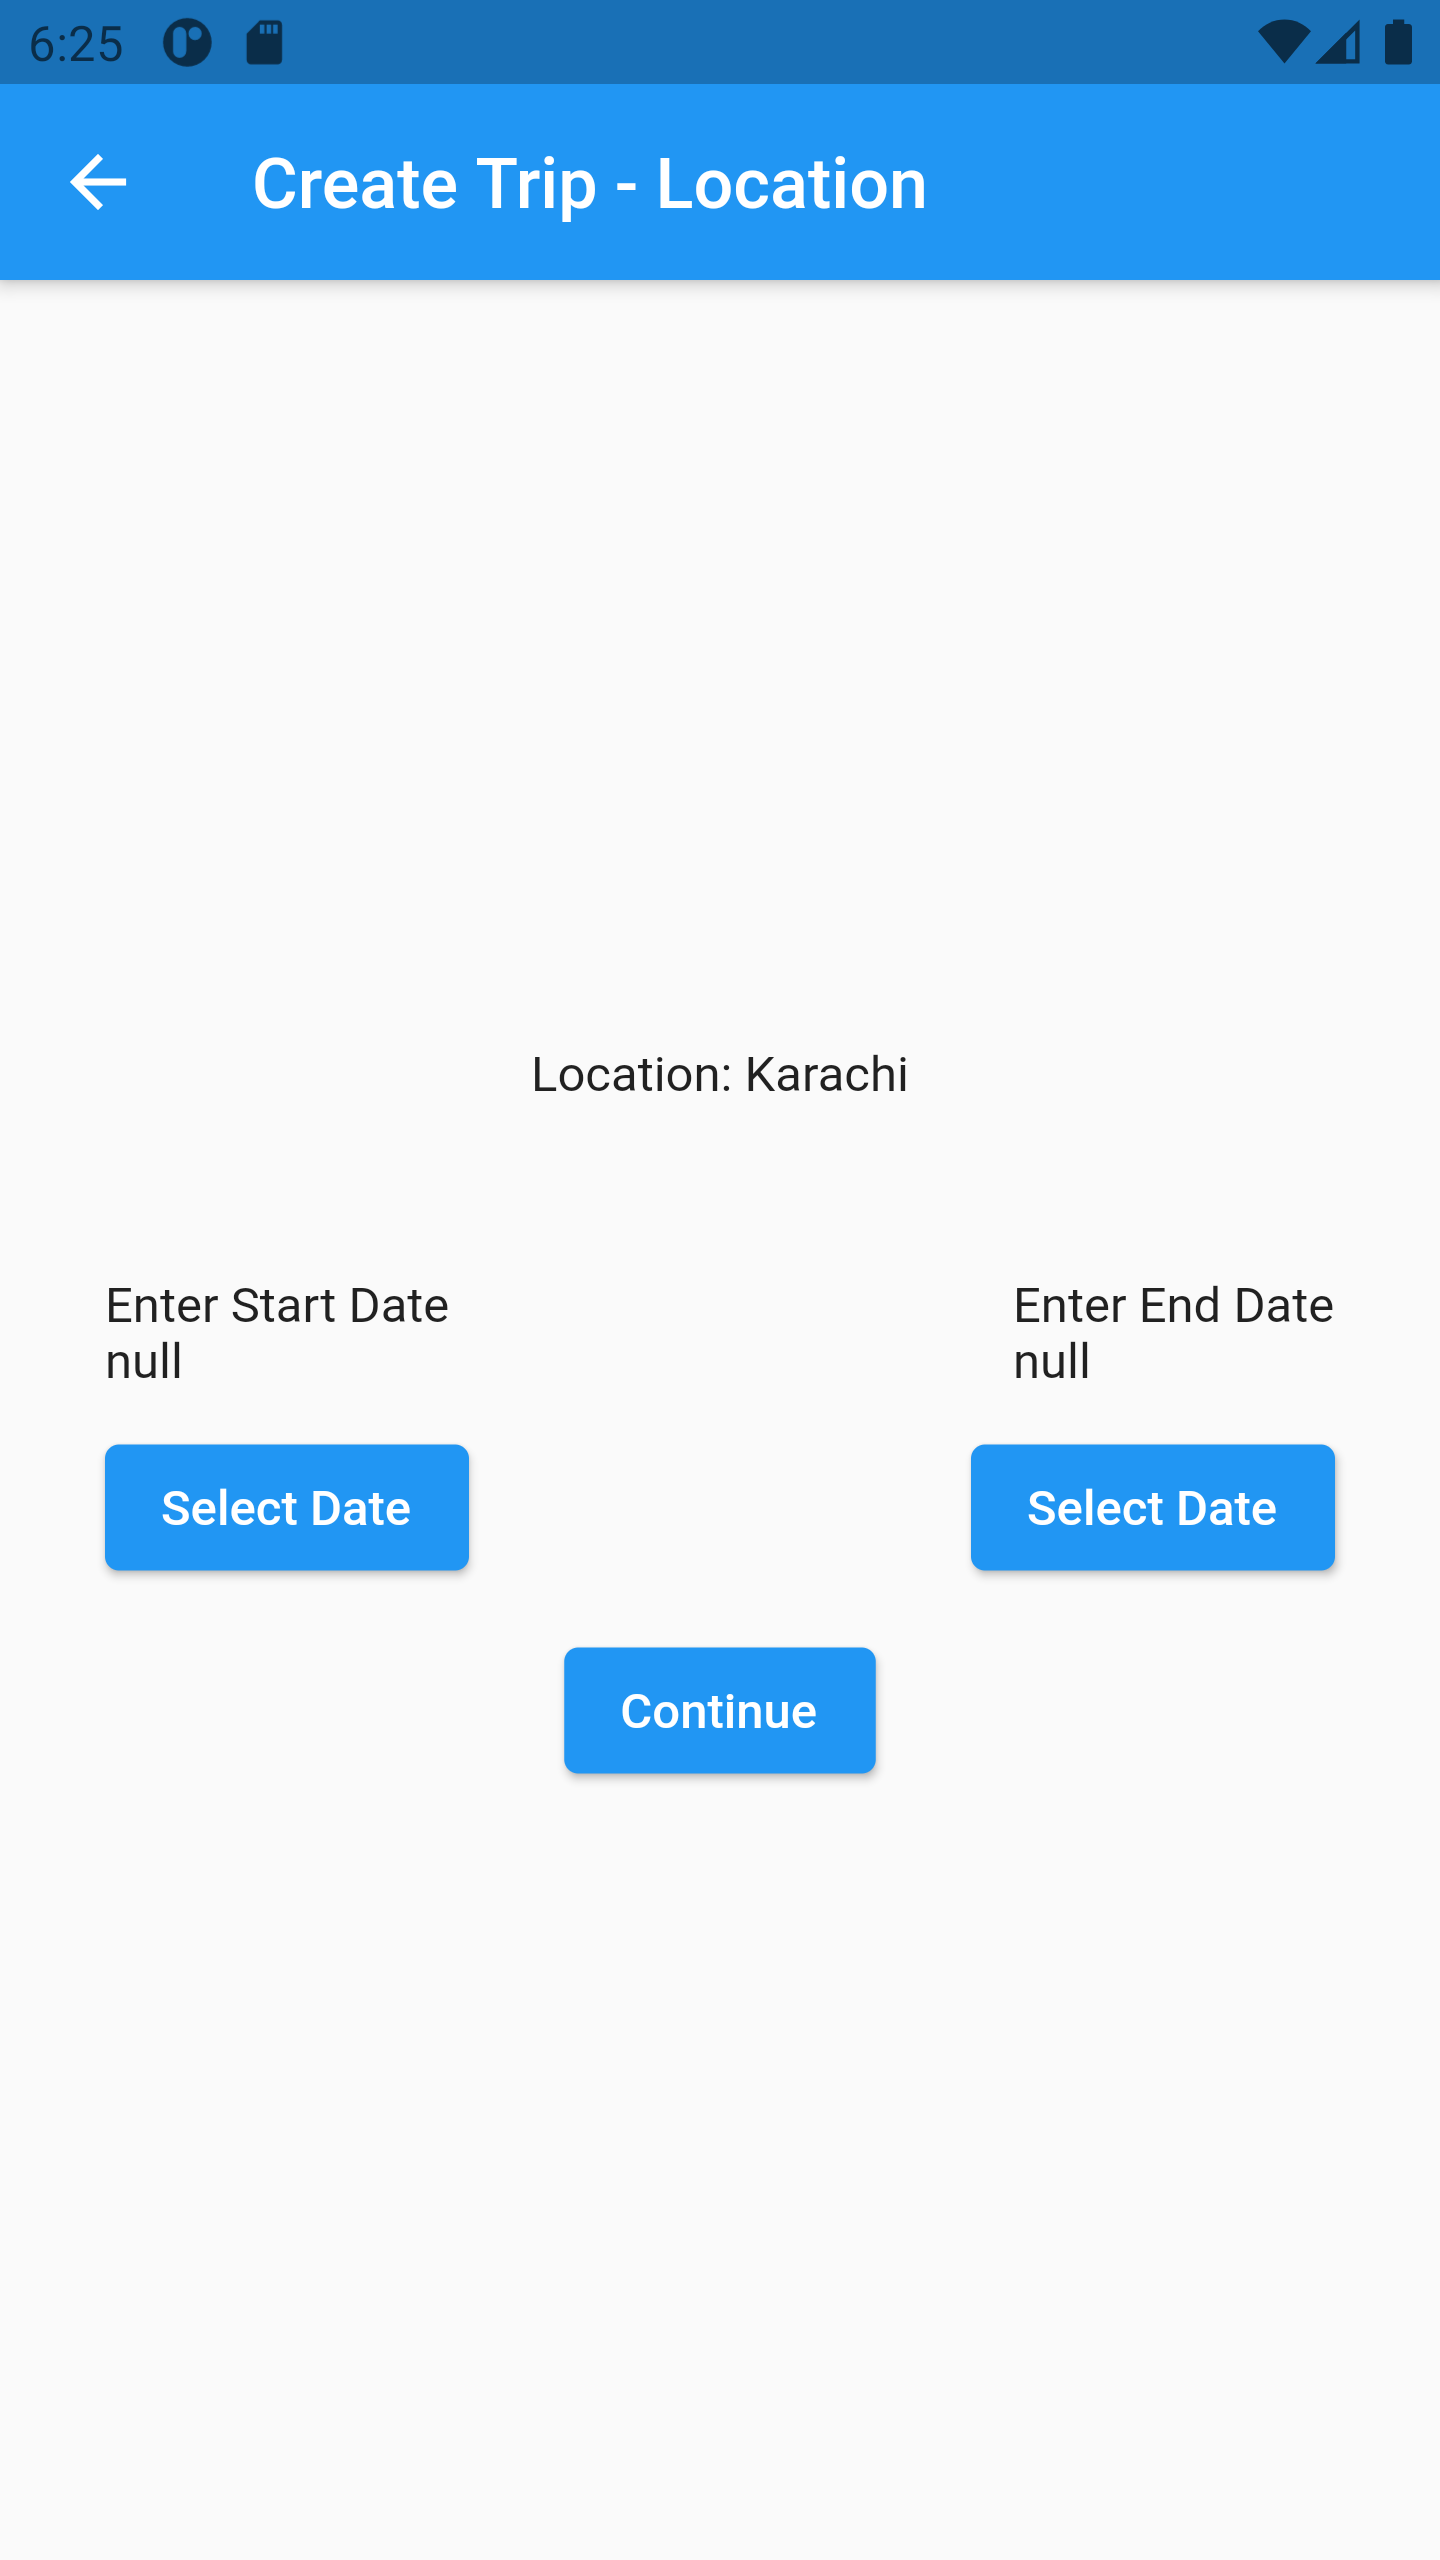 6:25
Create Trip - Location
Location: Karachi
Enter Start Date
null
Enter End Date
null
Select Date
Select Date
Continue